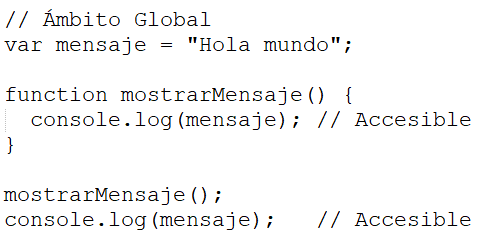 // Ámbito Global
var mensaje = "Hola mundo";
function mostrarMensaje() {
  console.log(mensaje); // Accesible
}
mostrarMensaje();
console.log(mensaje);   // Accesible